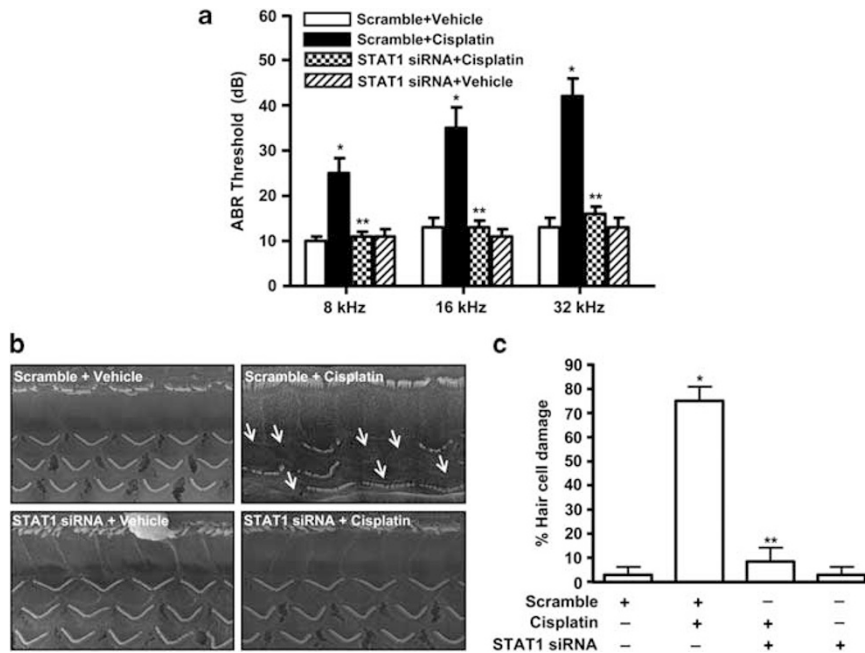 a
Scramble+Vehicle
Scramble+Cisplatin
STAT1 siRNA+Cisplatin
STAT1 siRNA+Vehicle
ABR Threshold (dB)
60
50
40
30
20
10
0
*
**
*
**
*
**
8 kHz
16 kHz
32 kHz
b
Scramble + Vehicle
Scramble + Cisplatin
STAT1 siRNA + Vehicle
STAT1 siRNA + Cisplatin
c
% Hair cell damage
90
80
70
60
50
40
30
20
10
0
*
**
Scramble + + – –
Cisplatin – + + –
STAT1 siRNA – – + +